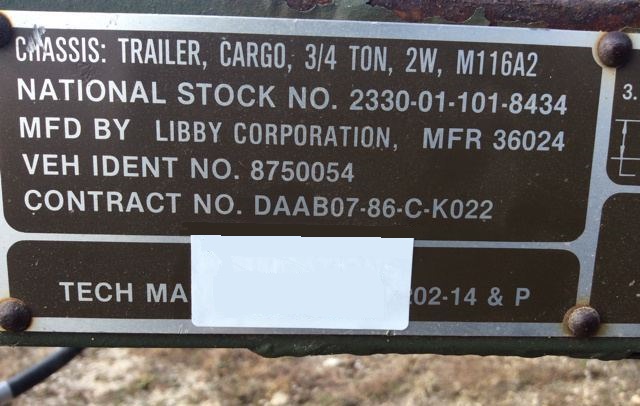 CHASSIS: TRAILER, CARGO, 3/4 TON, 2W, M116A2
NATIONAL STOCK NO. 2330-01-101-8434
MFD BY LIBBY CORPORATION, MFR 36024
VEH IDENT NO. 8750054
CONTRACT NO. DAAB07-86-C-K022
TECH MA 202-14 & P
3.